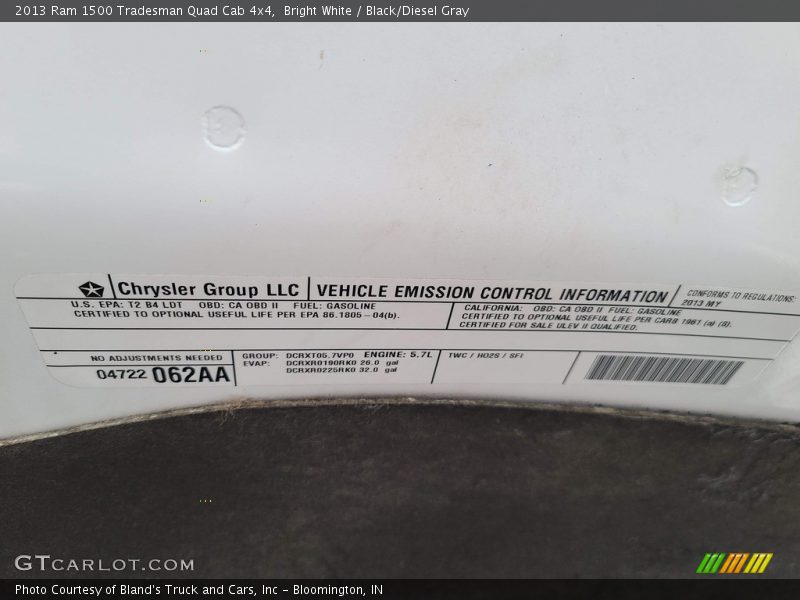 2013 Ram 1500 Tradesman Quad Cab 4x4,  Bright White / Black/Diesel Gray
Chrysler Group LLC
VEHICLE EMISSION CONTROL INFORMATION
CONFORMS TO REGULATIONS:
2013 MY
U.S. EPA: T2 B4 LDT OBD: CA OBD II FUEL: GASOLINE
CERTIFIED TO OPTIONAL USEFUL LIFE PER EPA 86.1805-04(b).
CALIFORNIA: OBD: CA OBD II FUEL: GASOLINE
CERTIFIED TO OPTIONAL USEFUL LIFE PER CARB 1961 (a) (8).
CERTIFIED FOR SALE ULEV II QUALIFIED.
NO ADJUSTMENTS NEEDED
04722 062AA
GROUP: DCRXT05.7VP0 ENGINE: 5.7L
EVAP: DCRXR0190RK0 26.0 gal
DCRXR0225RK0 32.0 gal
TWC / HO2S / SFI
GTCARLOT.COM
Photo Courtesy of Bland's Truck and Cars, Inc - Bloomington, IN